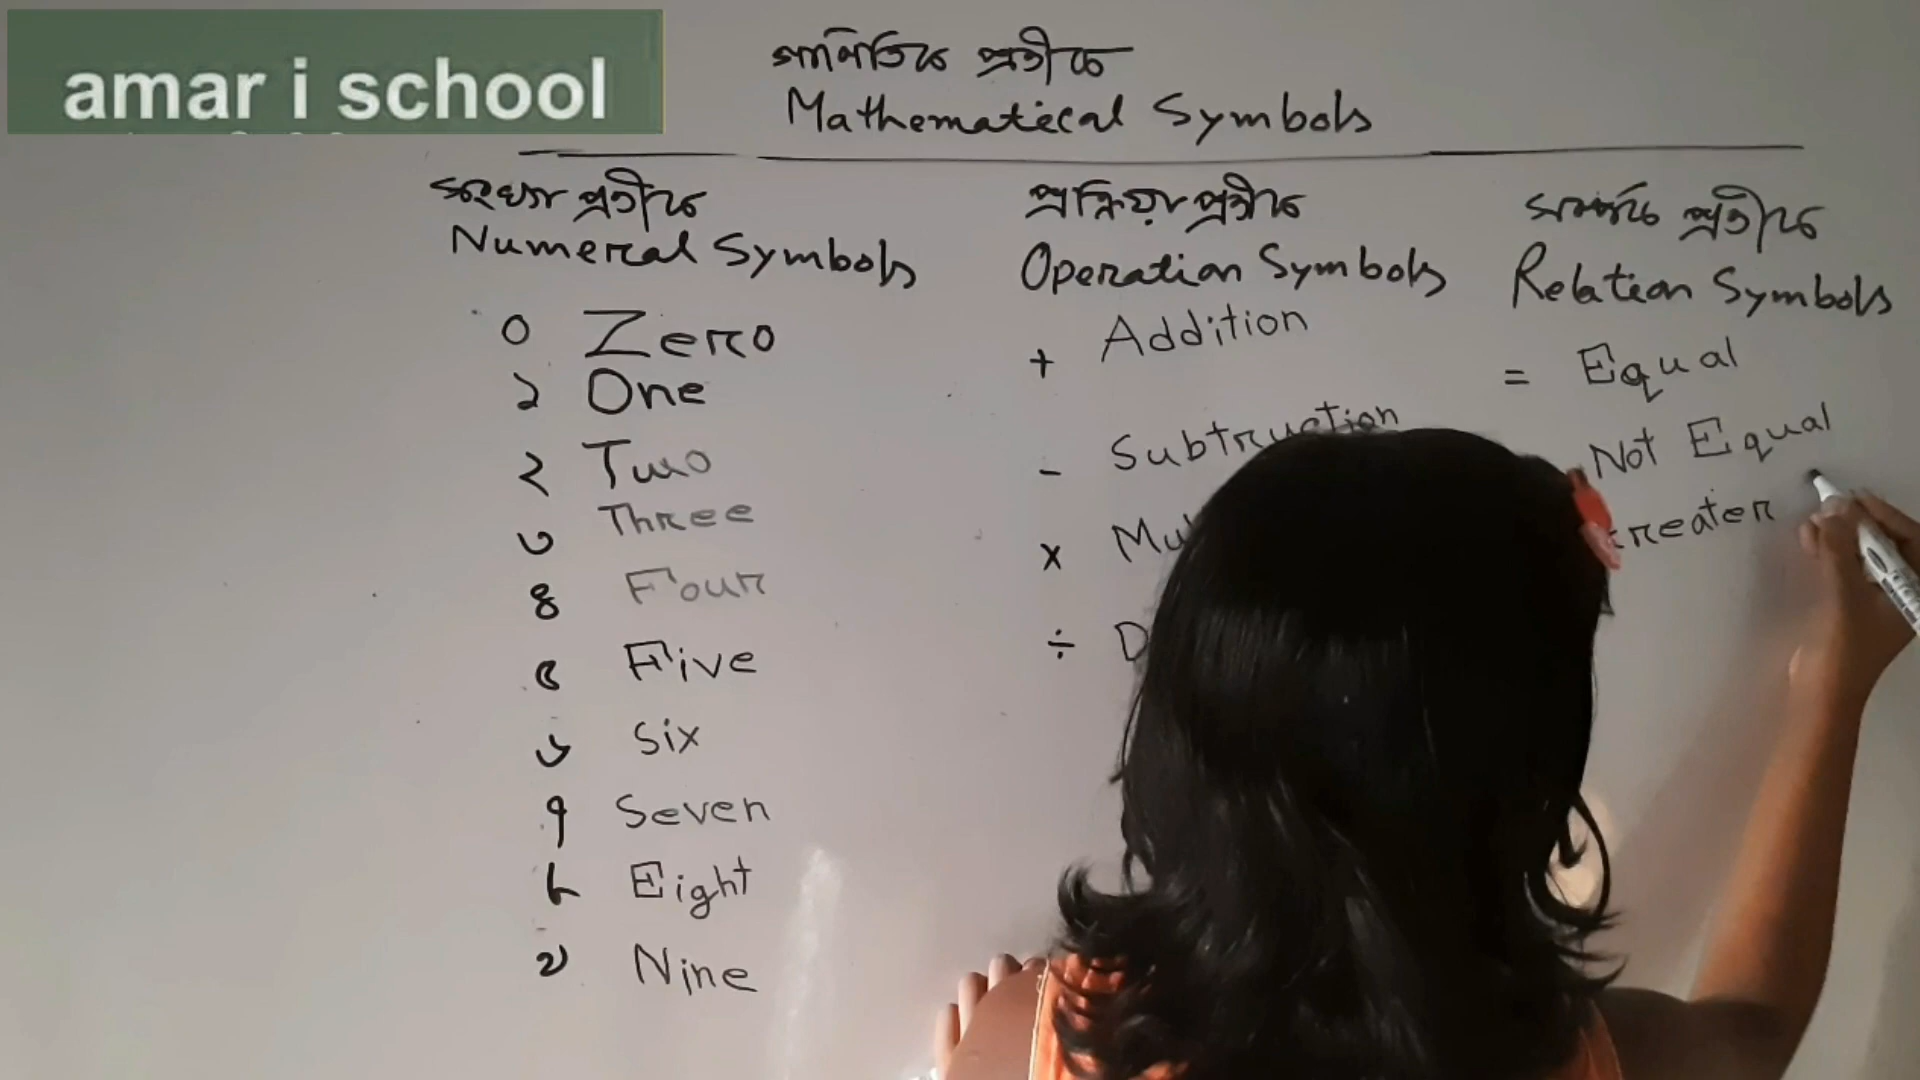 amar i school
গাণিতিক প্রতীক
Mathematical Symbols
সংখ্যা প্রতীক
Numeral Symbols
০ Zero
১ One
২ Two
৩ Three
৪ Four
৫ Five
৬ Six
৭ Seven
৮ Eight
৯ Nine
প্রক্রিয়া প্রতীক
Operation Symbols
+ Addition
- Subtruction
×
÷
সম্পর্ক প্রতীক
Relation Symbols
= Equal
Not Equal